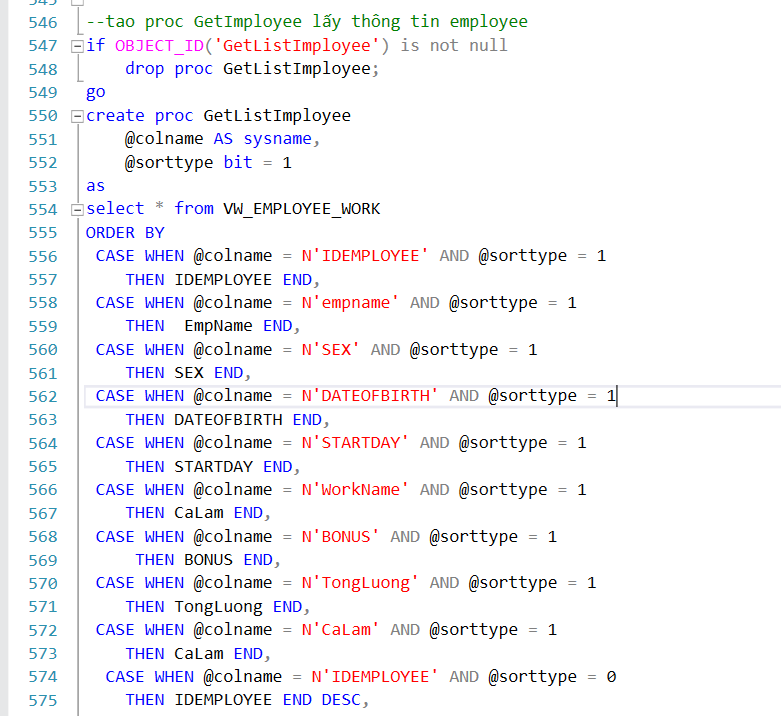 546 --tao proc GetImployee lấy thông tin employee
547 if OBJECT_ID('GetListImployee') is not null
548 drop proc GetListImployee;
549 go
550 create proc GetListImployee
551 @colname AS sysname,
552 @sorttype bit = 1
553 as
554 select * from VW_EMPLOYEE_WORK
555 ORDER BY
556 CASE WHEN @colname = N'IDEMPLOYEE' AND @sorttype = 1
557 THEN IDEMPLOYEE END,
558 CASE WHEN @colname = N'empname' AND @sorttype = 1
559 THEN EmpName END,
560 CASE WHEN @colname = N'SEX' AND @sorttype = 1
561 THEN SEX END,
562 CASE WHEN @colname = N'DATEOFBIRTH' AND @sorttype = 1
563 THEN DATEOFBIRTH END,
564 CASE WHEN @colname = N'STARTDAY' AND @sorttype = 1
565 THEN STARTDAY END,
566 CASE WHEN @colname = N'WorkName' AND @sorttype = 1
567 THEN CaLam END,
568 CASE WHEN @colname = N'BONUS' AND @sorttype = 1
569 THEN BONUS END,
570 CASE WHEN @colname = N'TongLuong' AND @sorttype = 1
571 THEN TongLuong END,
572 CASE WHEN @colname = N'CaLam' AND @sorttype = 1
573 THEN CaLam END,
574 CASE WHEN @colname = N'IDEMPLOYEE' AND @sorttype = 0
575 THEN IDEMPLOYEE END DESC,